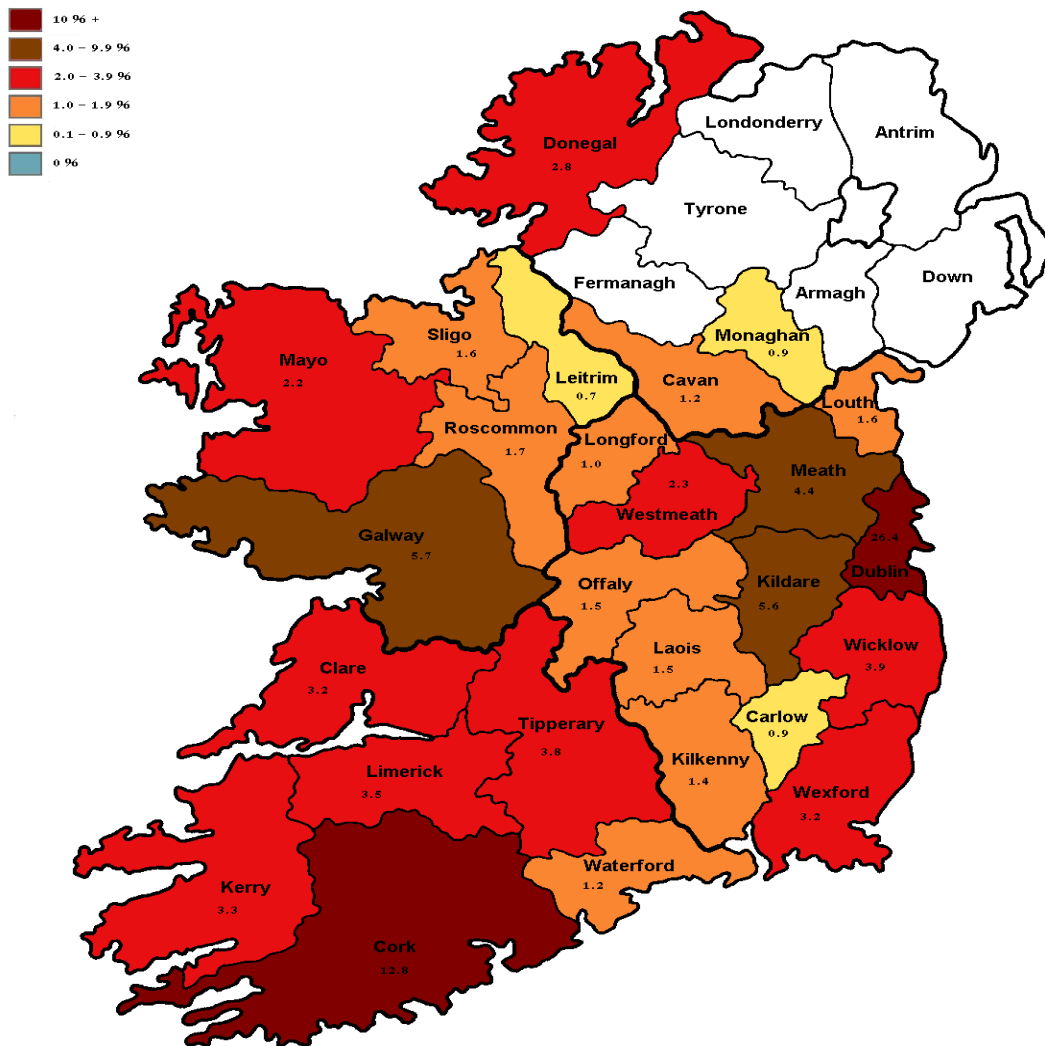 10 % +
4.0 – 9.9 %
2.0 – 3.9 %
1.0 – 1.9 %
0.1 – 0.9 %
0 %
Londonderry
Antrim
Donegal
2.8
Tyrone
Fermanagh
Armagh
Down
Monaghan
0.9
Sligo
1.6
Mayo
2.2
Leitrim
0.7
Cavan
1.2
Louth
1.6
Roscommon
1.7
Longford
1.0
Meath
4.4
2.3
Westmeath
Galway
5.7
26.4
Dublin
Offaly
1.5
Kildare
5.6
Laois
1.5
Wicklow
3.9
Clare
3.2
Carlow
0.9
Tipperary
3.8
Kilkenny
1.4
Limerick
3.5
Wexford
3.2
Waterford
1.2
Kerry
3.3
Cork
12.8